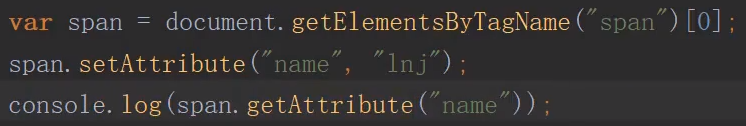 var span = document.getElementsByTagName("span")[0];
span.setAttribute("name", "lnj");
console.log(span.getAttribute("name"));